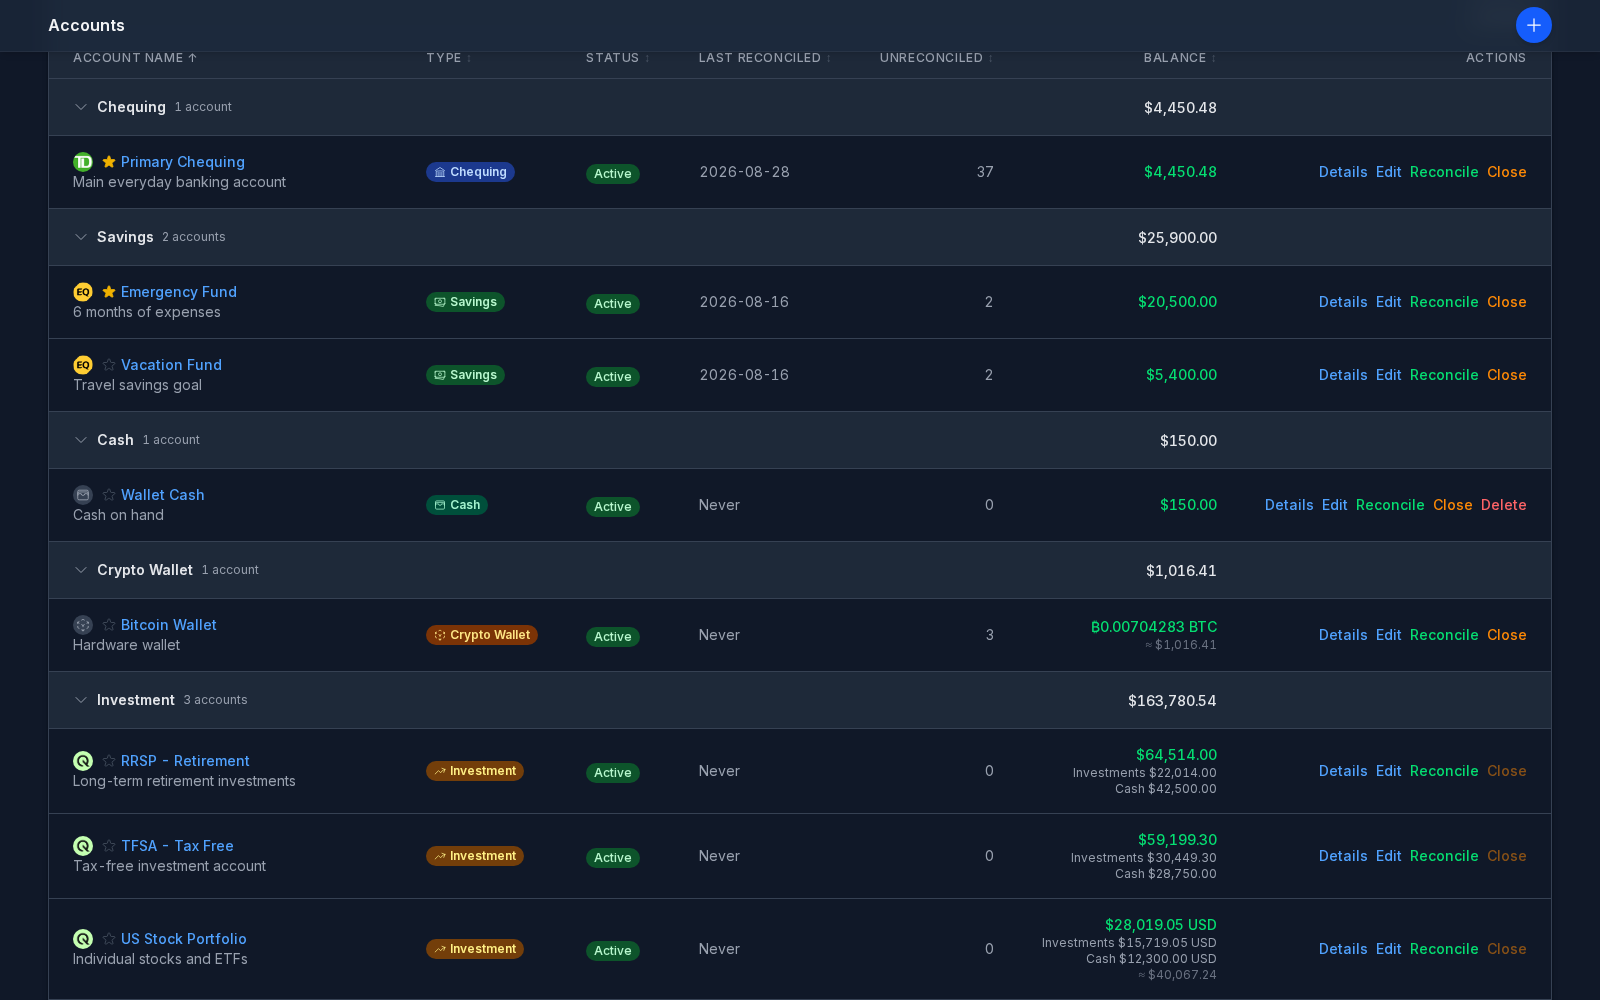 Accounts
ACCOUNT NAME ↑ TYPE ↕ STATUS ↕ LAST RECONCILED ↕ UNRECONCILED ↕ BALANCE ↕ ACTIONS
Chequing 1 account $4,450.48
TD Primary Chequing
Main everyday banking account Chequing Active 2026-08-28 37 $4,450.48 Details Edit Reconcile Close
Savings 2 accounts $25,900.00
EQ Emergency Fund
6 months of expenses Savings Active 2026-08-16 2 $20,500.00 Details Edit Reconcile Close
EQ Vacation Fund
Travel savings goal Savings Active 2026-08-16 2 $5,400.00 Details Edit Reconcile Close
Cash 1 account $150.00
Wallet Cash
Cash on hand Cash Active Never 0 $150.00 Details Edit Reconcile Close Delete
Crypto Wallet 1 account $1,016.41
Bitcoin Wallet
Hardware wallet Crypto Wallet Active Never 3 ₿0.00704283 BTC Details Edit Reconcile Close
≈ $1,016.41
Investment 3 accounts $163,780.54
RRSP - Retirement
Long-term retirement investments Investment Active Never 0 $64,514.00 Details Edit Reconcile Close
Investments $22,014.00
Cash $42,500.00
TFSA - Tax Free
Tax-free investment account Investment Active Never 0 $59,199.30 Details Edit Reconcile Close
Investments $30,449.30
Cash $28,750.00
US Stock Portfolio
Individual stocks and ETFs Investment Active Never 0 $28,019.05 USD Details Edit Reconcile Close
Investments $15,719.05 USD
Cash $12,300.00 USD
≈ $40,067.24